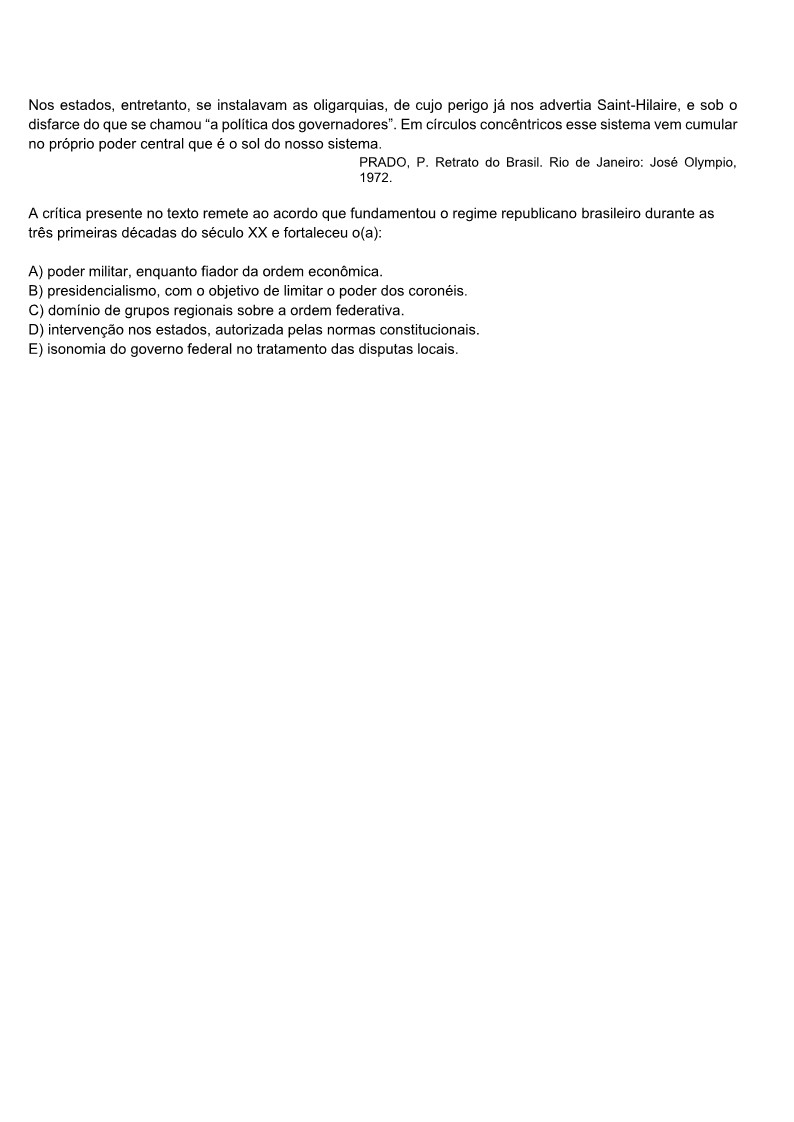 Nos estados, entretanto, se instalavam as oligarquias, de cujo perigo já nos advertia Saint-Hilaire, e sob o
disfarce do que se chamou “a política dos governadores”. Em círculos concêntricos esse sistema vem cumular
no próprio poder central que é o sol do nosso sistema.
PRADO, P. Retrato do Brasil. Rio de Janeiro: José Olympio,
1972.
A crítica presente no texto remete ao acordo que fundamentou o regime republicano brasileiro durante as
três primeiras décadas do século XX e fortaleceu o(a):
A) poder militar, enquanto fiador da ordem econômica.
B) presidencialismo, com o objetivo de limitar o poder dos coronéis.
C) domínio de grupos regionais sobre a ordem federativa.
D) intervenção nos estados, autorizada pelas normas constitucionais.
E) isonomia do governo federal no tratamento das disputas locais.